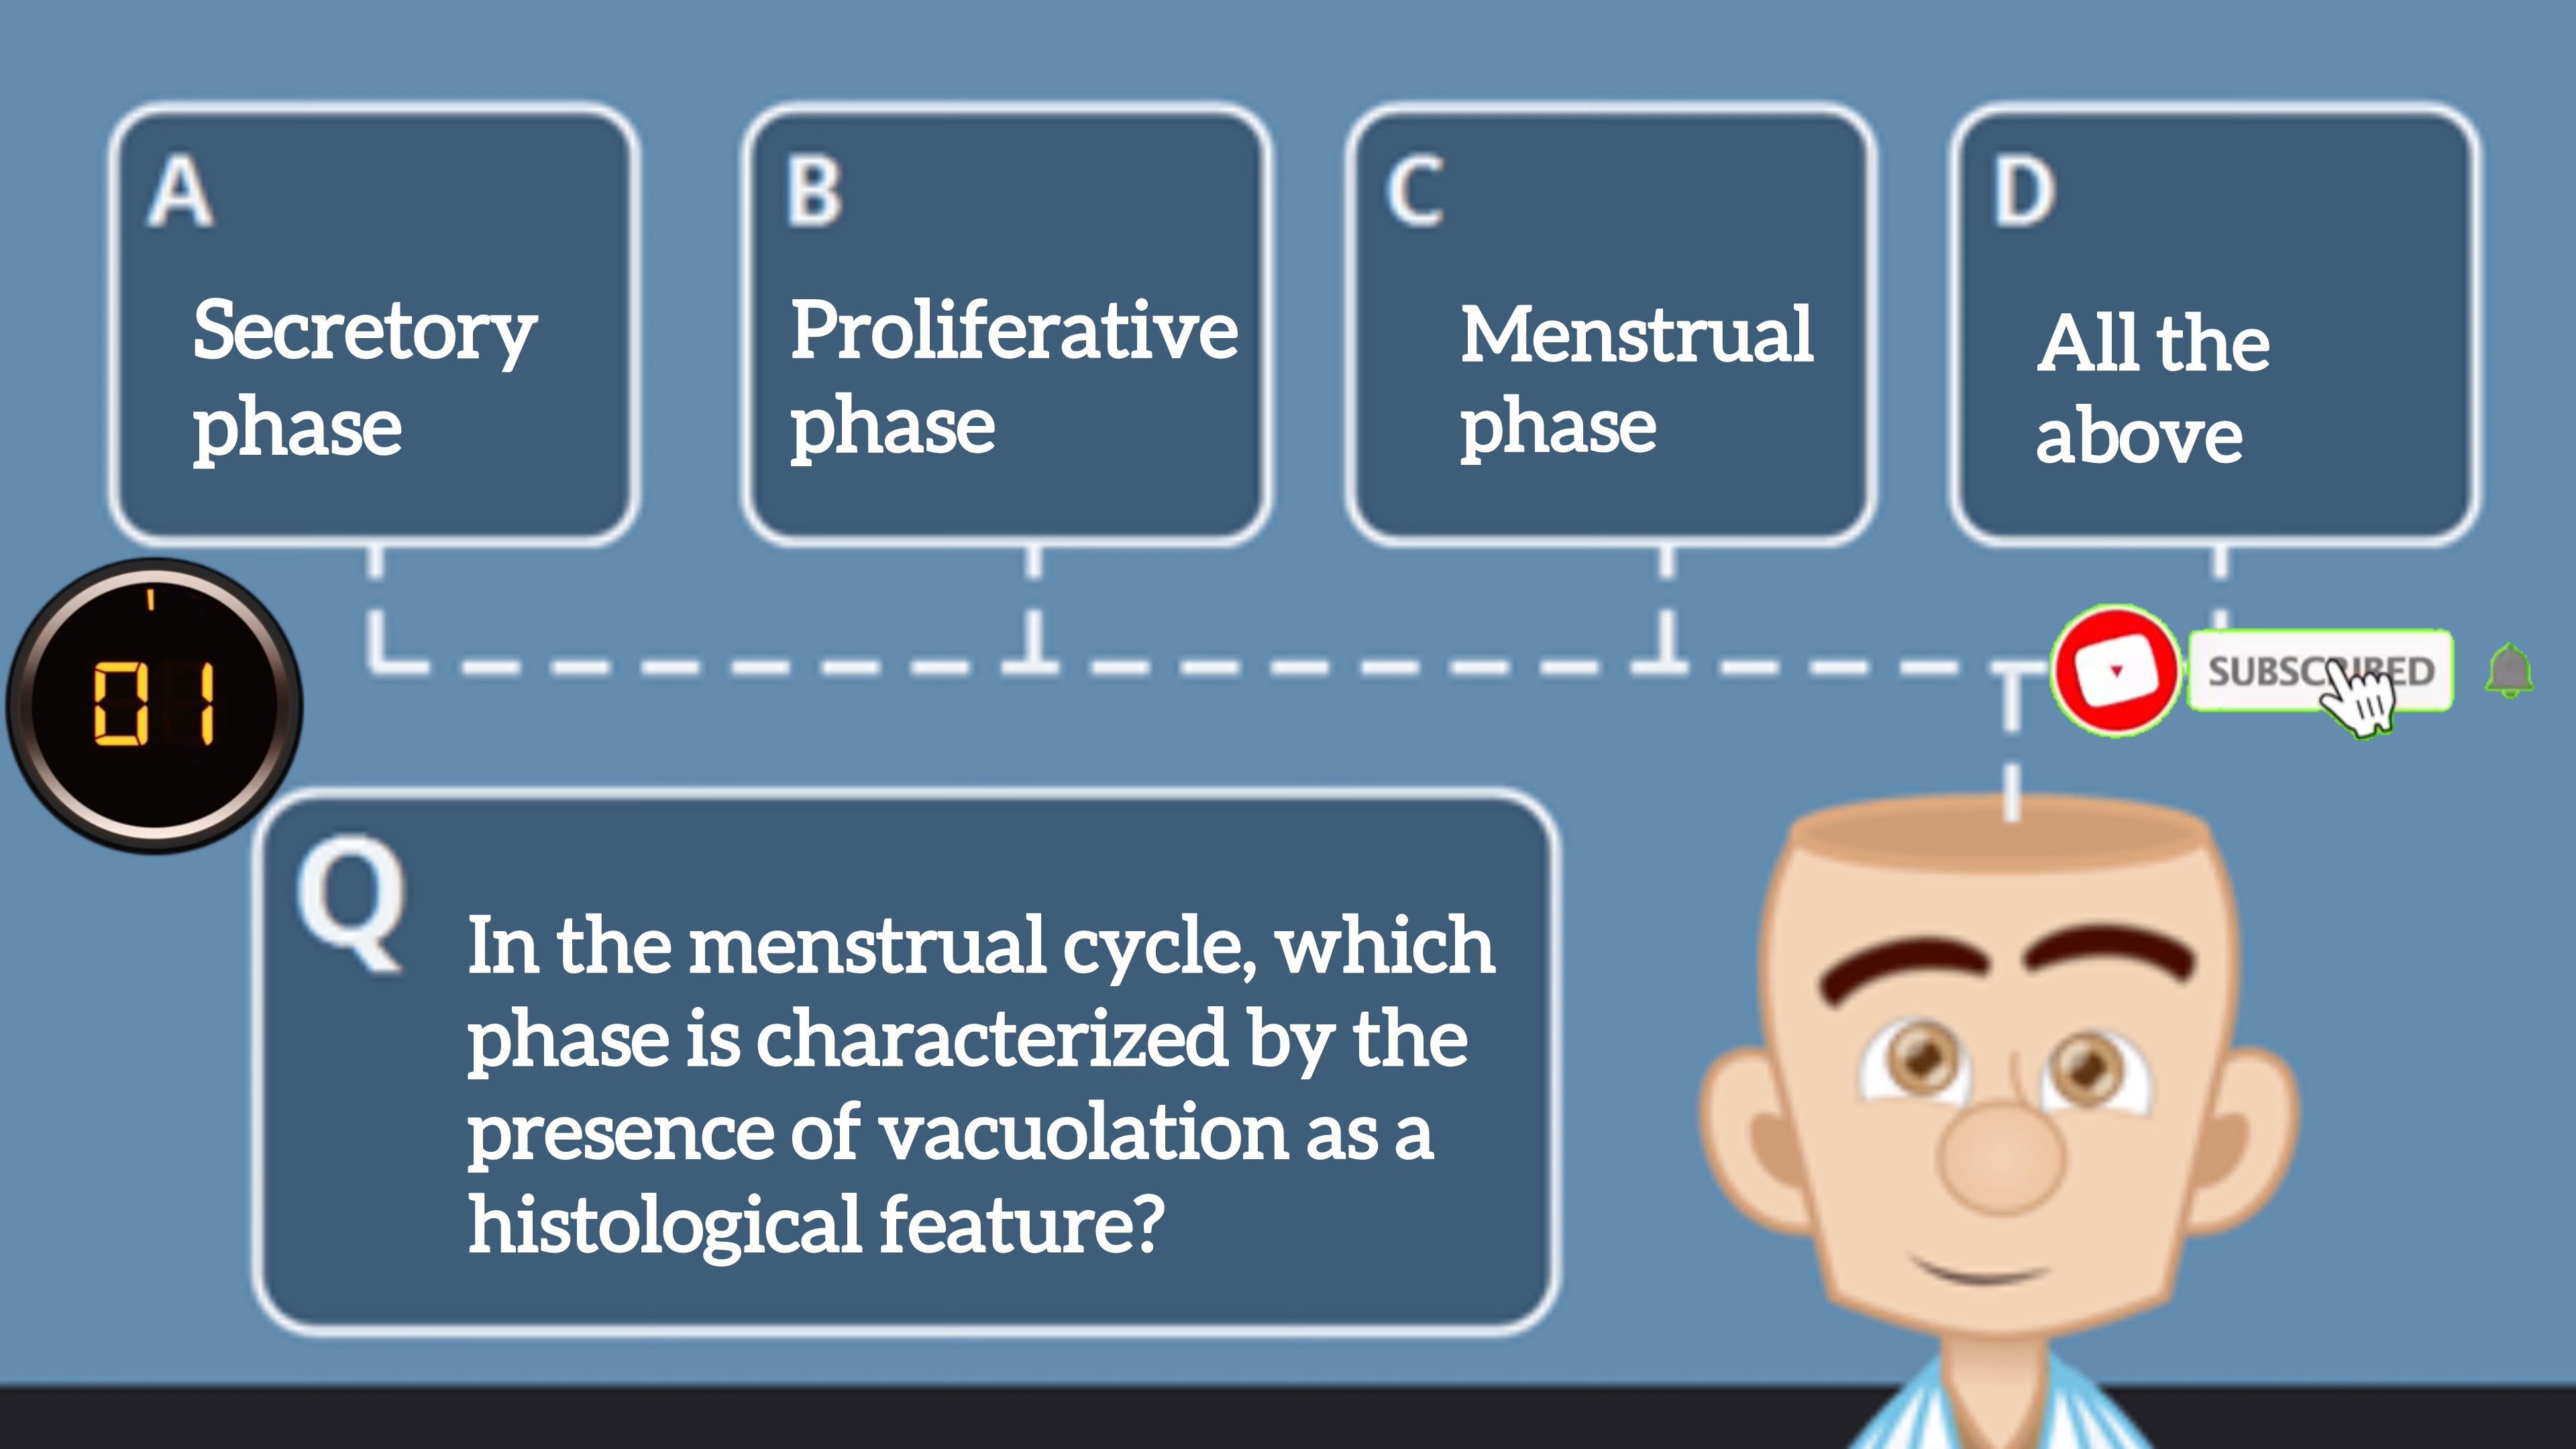 A
Secretory
phase
B
Proliferative
phase
C
Menstrual
phase
D
All the
above
01
SUBSCRIBED
Q
In the menstrual cycle, which
phase is characterized by the
presence of vacuolation as a
histological feature?